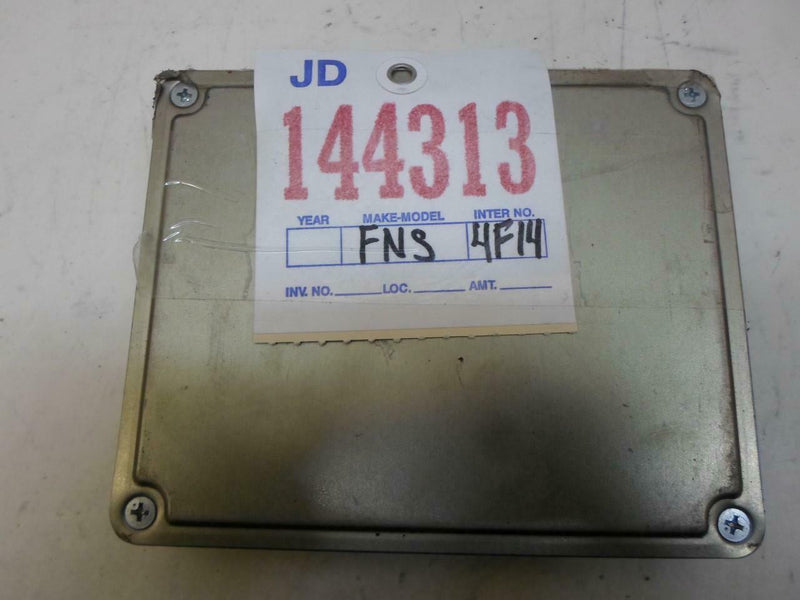 JD
144313
YEAR MAKE-MODEL INTER NO.
FNS 4F14
INV. NO. LOC. AMT.